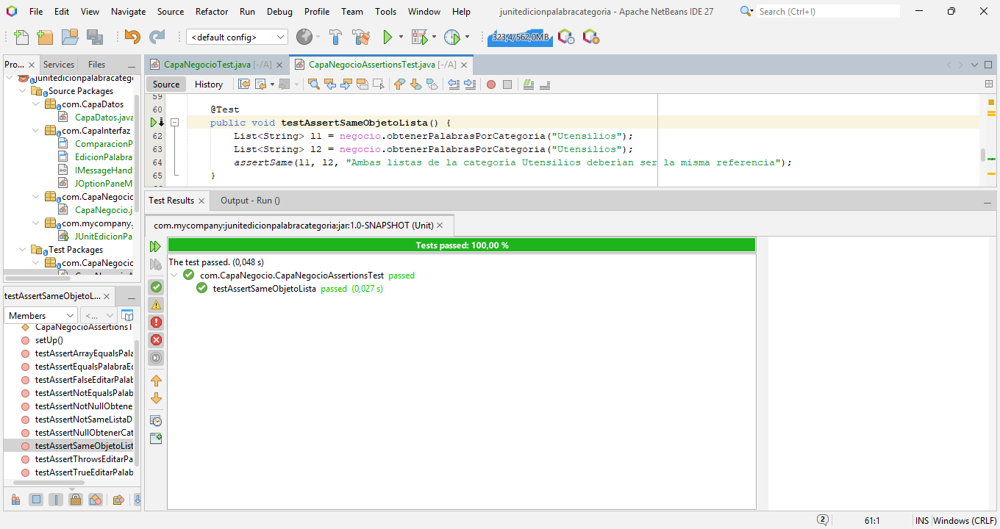 File Edit View Navigate Source Refactor Run Debug Profile Team Tools Window Help junitedicionpalabracategoria - Apache NetBeans IDE 27 Search (Ctrl+I)
<default config> 323,4/562,0MB
Pro... Services Files
CapaNegocioTest.java [-/A] CapaNegocioAssertionsTest.java [-/A]
junitedicionpalabracateg
Source Packages
com.CapaDatos
CapaDatos.java
com.CapaInterfaz
ComparacionP
EdicionPalabra
IMessageHand
JOptionPaneM
com.CapaNegocio
CapaNegocio.j
com.mycompany.
JUnitEdicionPa
Test Packages
com.CapaNegocio
Source History
59
60 @Test
public void testAssertSameObjetoLista() {
62 List<String> l1 = negocio.obtenerPalabrasPorCategoria("Utensilios");
63 List<String> l2 = negocio.obtenerPalabrasPorCategoria("Utensilios");
64 assertSame(l1, l2, "Ambas listas de la categoría Utensilios deberían ser la misma referencia");
65 }
Test Results Output - Run ()
com.mycompany:junitedicionpalabracategoria:jar:1.0-SNAPSHOT (Unit)
Tests passed: 100,00 %
The test passed. (0,048 s)
com.CapaNegocio.CapaNegocioAssertionsTest passed
testAssertSameObjetoLista passed (0,027 s)
testAssertSameObjetoL...
Members <...
CapaNegocioAssertionsT
setUp()
testAssertArrayEqualsPala
testAssertEqualsPalabraEd
testAssertFalseEditarPalab
testAssertNotEqualsPalab
testAssertNotNullObtene
testAssertNotSameListaD
testAssertNullObtenerCat
testAssertSameObjetoList
testAssertThrowsEditarPa
testAssertTrueEditarPalab
2 61:1 INS Windows (CRLF)